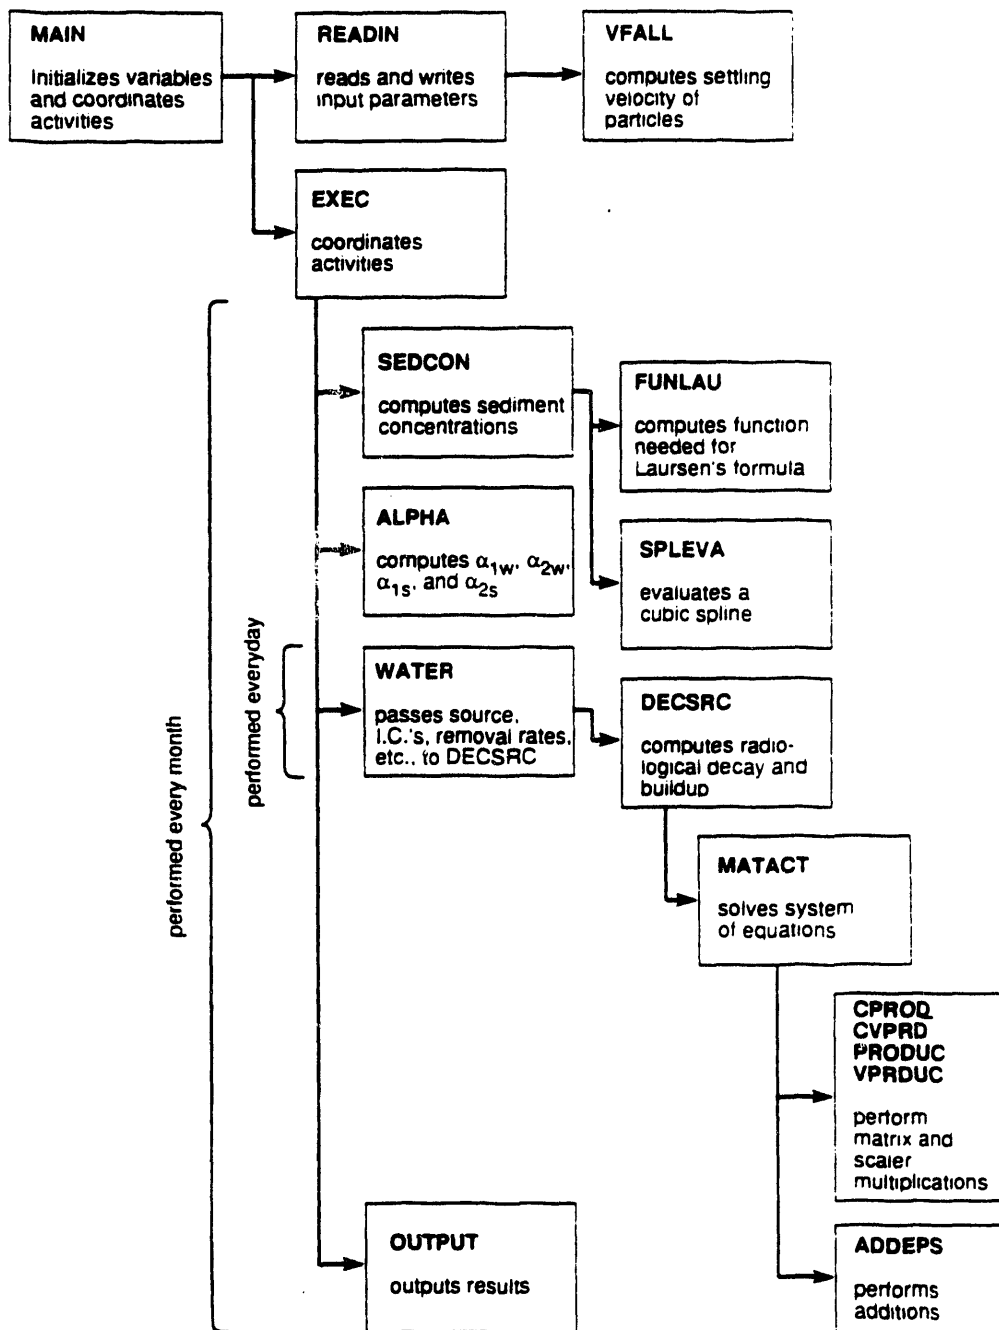 MAIN
Initializes variables
and coordinates
activities
READIN
reads and writes
input parameters
VFALL
computes settling
velocity of
particles
EXEC
coordinates
activities
SEDCON
computes sediment
concentrations
FUNLAU
computes function
needed for
Laursen's formula
ALPHA
computes α1w, α2w,
α1s, and α2s
SPLEVA
evaluates a
cubic spline
performed every month
performed everyday
WATER
passes source,
I.C.'s, removal rates,
etc., to DECSRC
DECSRC
computes radio-
logical decay and
buildup
MATACT
solves system
of equations
CPROD
CVPRD
PRODUC
VPRDUC
perform
matrix and
scaler
multiplications
OUTPUT
outputs results
ADDEPS
performs
additions